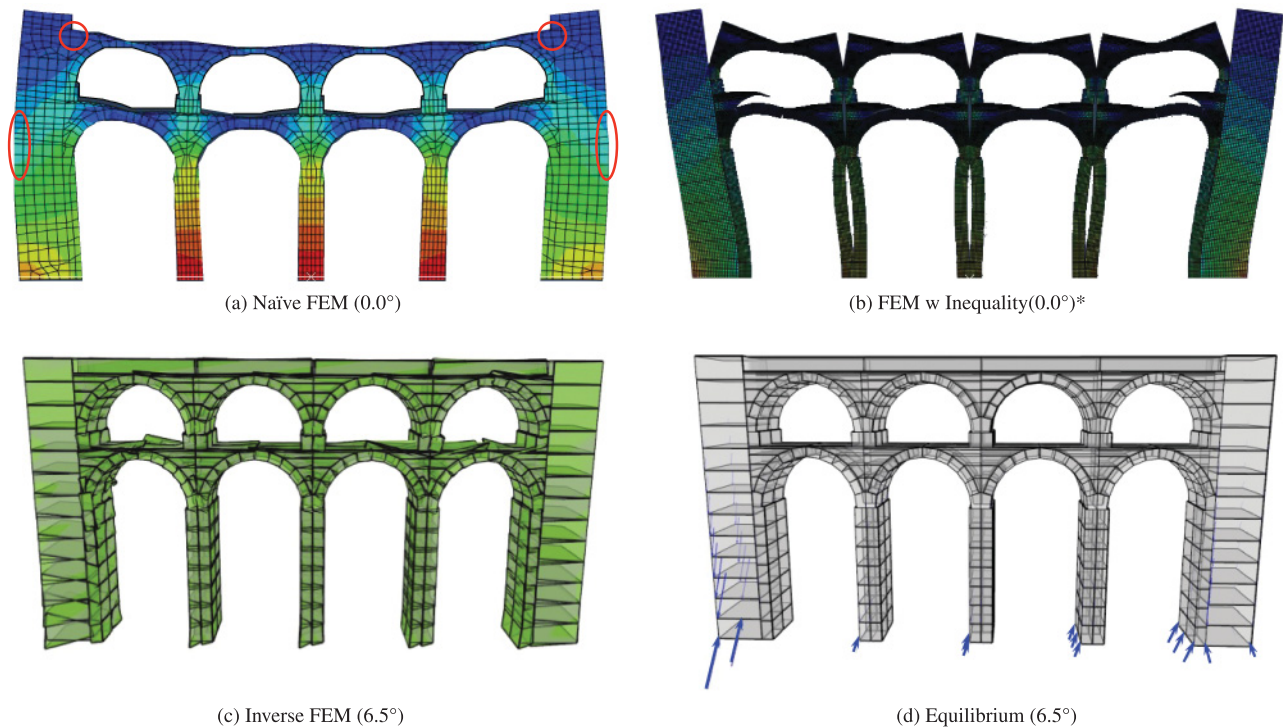 (a) Naïve FEM (0.0°)
(b) FEM w Inequality(0.0°)*
(c) Inverse FEM (6.5°)
(d) Equilibrium (6.5°)